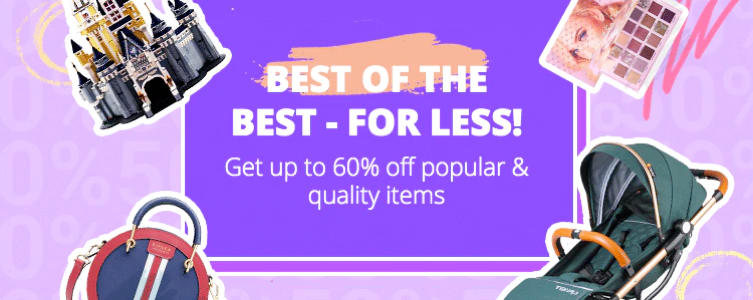 BEST OF THE
BEST - FOR LESS!
Get up to 60% off popular &
quality items